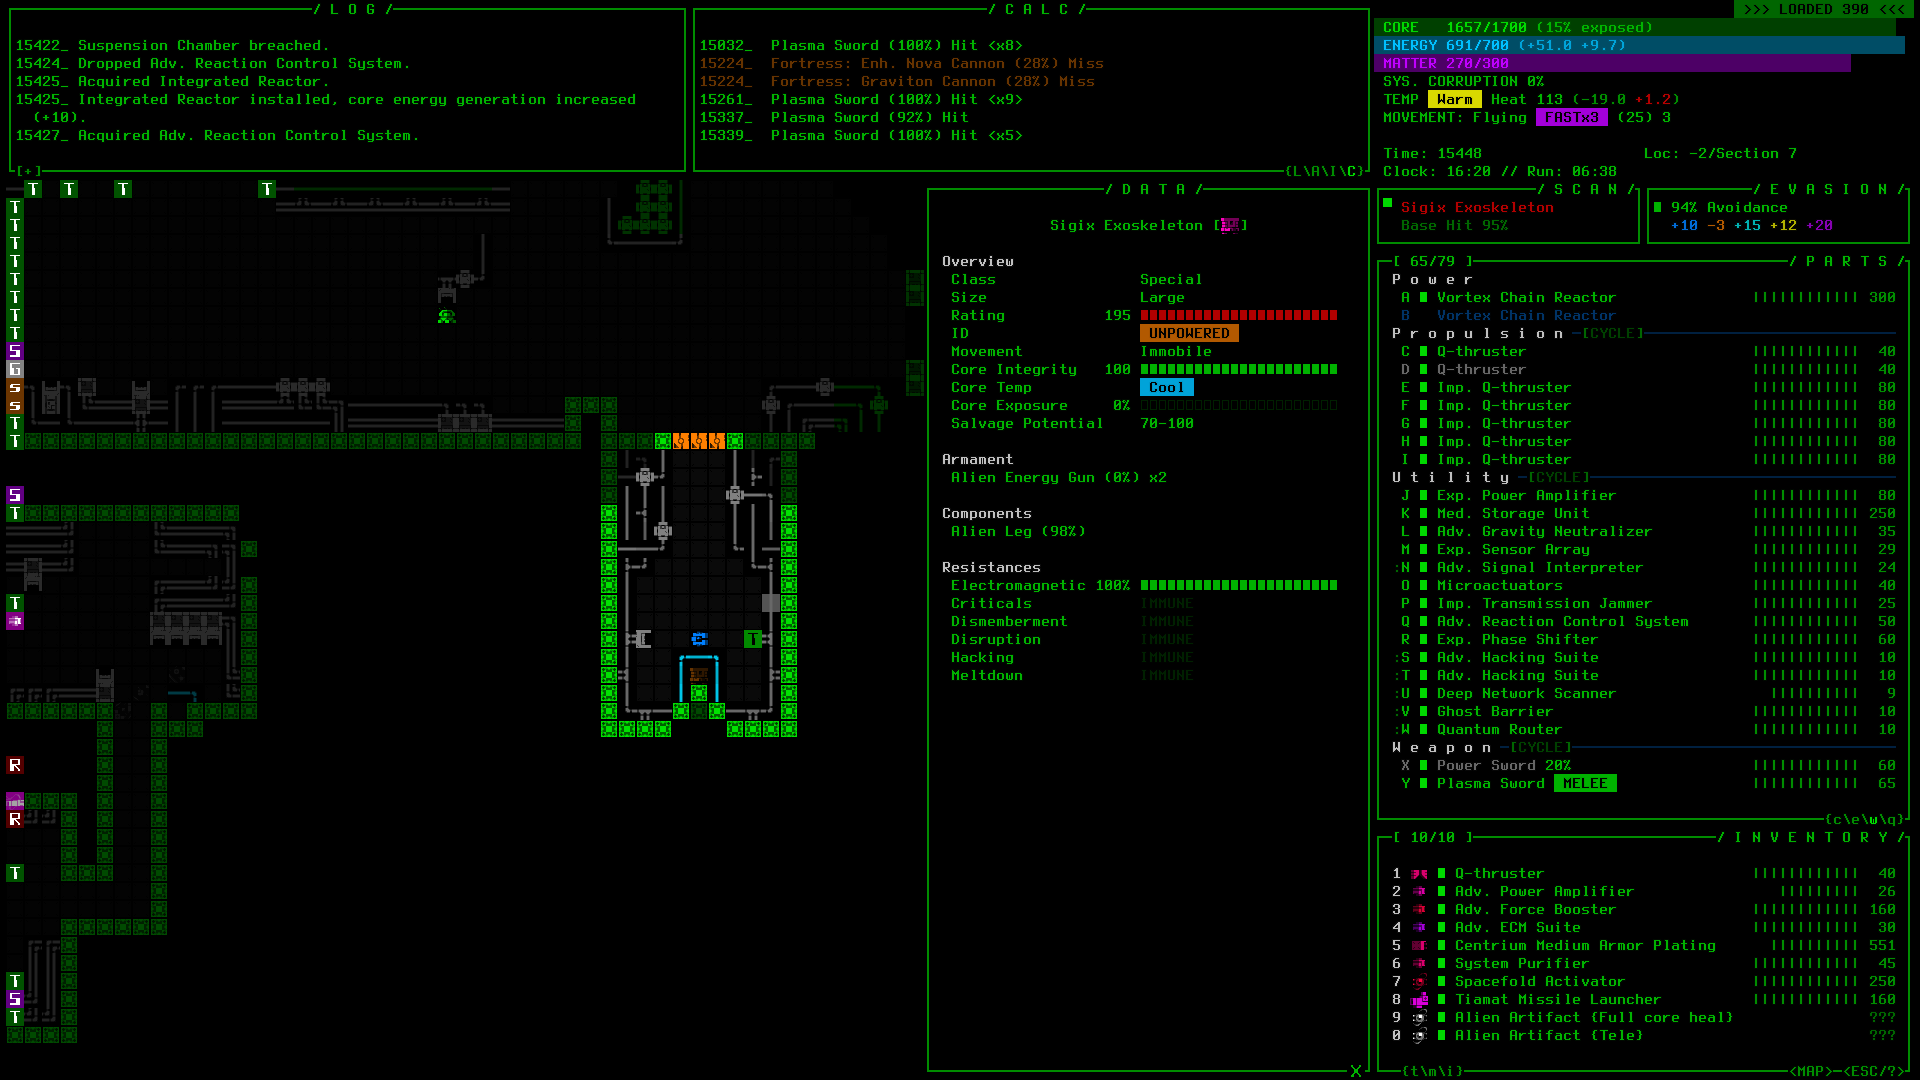 / L O G /
15422_ Suspension Chamber breached.
15424_ Dropped Adv. Reaction Control System.
15425_ Acquired Integrated Reactor.
15425_ Integrated Reactor installed, core energy generation increased
(+10).
15427_ Acquired Adv. Reaction Control System.
[+]
/ C A L C /
15032_ Plasma Sword (100%) Hit <x8>
15224_ Fortress: Enh. Nova Cannon (28%) Miss
15224_ Fortress: Graviton Cannon (28%) Miss
15261_ Plasma Sword (100%) Hit <x9>
15337_ Plasma Sword (92%) Hit
15339_ Plasma Sword (100%) Hit <x5>
{L\A\I\C}
>>> LOADED 390 <<<
CORE 1657/1700 (15% exposed)
ENERGY 691/700 (+51.0 +9.7)
MATTER 270/300
SYS. CORRUPTION 0%
TEMP Warm Heat 113 (-19.0 +1.2)
MOVEMENT: Flying FASTx3 (25) 3
Time: 15448 Loc: -2/Section 7
Clock: 16:20 // Run: 06:38
/ S C A N /
Sigix Exoskeleton
Base Hit 95%
/ E V A S I O N /
94% Avoidance
+10 -3 +15 +12 +20
T T T T
T
T
T
T
T
T
T
T
S
G
S
S
T
T
S
T
T
R
R
T
T
S
T
T
/ D A T A /
Sigix Exoskeleton [ ]
Overview
Class Special
Size Large
Rating 195
ID UNPOWERED
Movement Immobile
Core Integrity 100
Core Temp Cool
Core Exposure 0%
Salvage Potential 70-100
Armament
Alien Energy Gun (0%) x2
Components
Alien Leg (98%)
Resistances
Electromagnetic 100%
Criticals IMMUNE
Dismemberment IMMUNE
Disruption IMMUNE
Hacking IMMUNE
Meltdown IMMUNE
X
[ 65/79 ] / P A R T S /
P o w e r
A Vortex Chain Reactor 300
B Vortex Chain Reactor
P r o p u l s i o n [CYCLE]
C Q-thruster 40
D Q-thruster 40
E Imp. Q-thruster 80
F Imp. Q-thruster 80
G Imp. Q-thruster 80
H Imp. Q-thruster 80
I Imp. Q-thruster 80
U t i l i t y [CYCLE]
J Exp. Power Amplifier 80
K Med. Storage Unit 250
L Adv. Gravity Neutralizer 35
M Exp. Sensor Array 29
:N Adv. Signal Interpreter 24
O Microactuators 40
P Imp. Transmission Jammer 25
Q Adv. Reaction Control System 50
R Exp. Phase Shifter 60
:S Adv. Hacking Suite 10
:T Adv. Hacking Suite 10
:U Deep Network Scanner 9
:V Ghost Barrier 10
:W Quantum Router 10
W e a p o n [CYCLE]
X Power Sword 20% 60
Y Plasma Sword MELEE 65
{c\e\w\q}
[ 10/10 ] / I N V E N T O R Y /
1 Q-thruster 40
2 Adv. Power Amplifier 26
3 Adv. Force Booster 160
4 Adv. ECM Suite 30
5 Centrium Medium Armor Plating 551
6 System Purifier 45
7 Spacefold Activator 250
8 Tiamat Missile Launcher 160
9 Alien Artifact {Full core heal} ???
0 Alien Artifact {Tele} ???
{t\m\i} <MAP> <ESC/?>